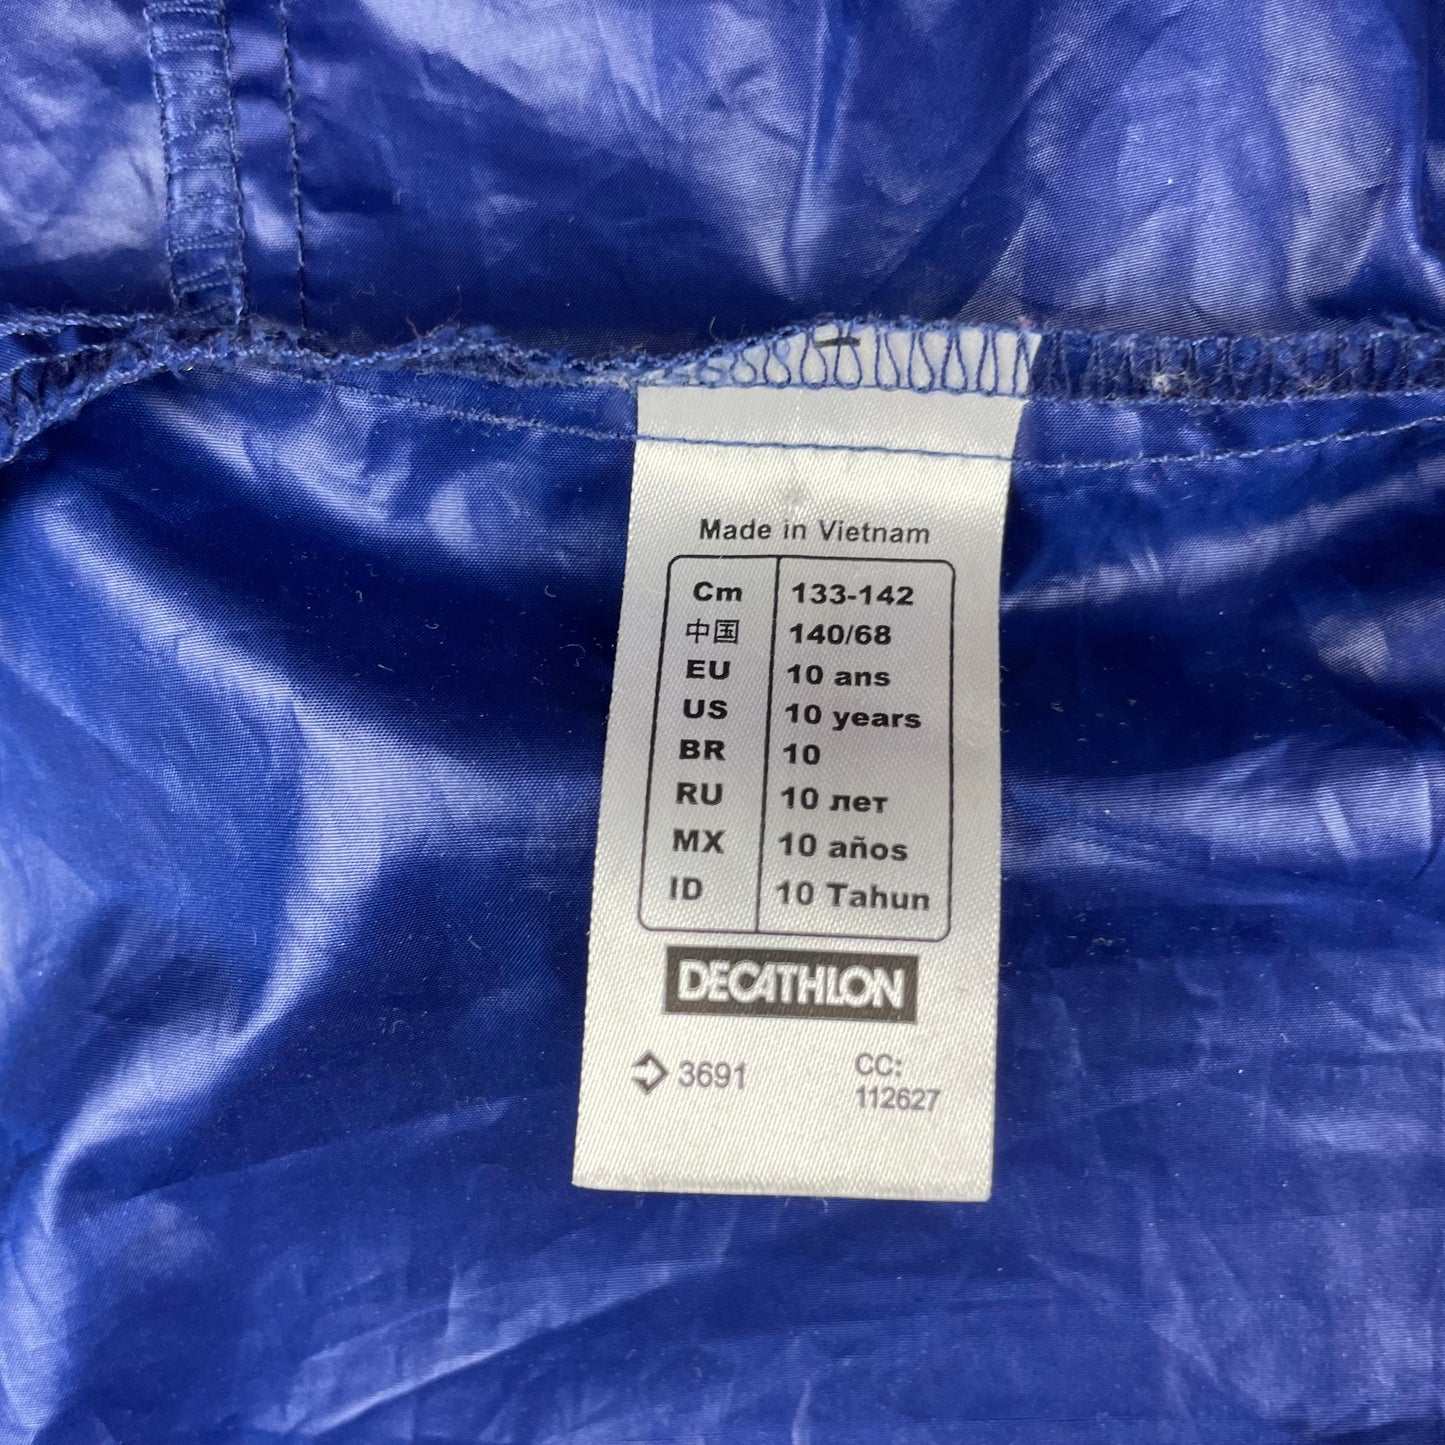 Made in Vietnam
Cm 133-142
中国 140/68
EU 10 ans
US 10 years
BR 10
RU 10 лет
MX 10 años
ID 10 Tahun
DECATHLON
3691 CC:
112627